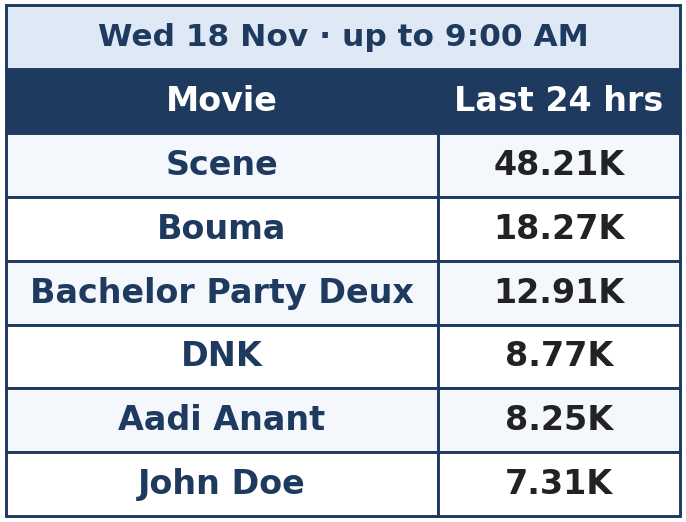 Wed 18 Nov · up to 9:00 AM
Movie Last 24 hrs
Scene 48.21K
Bouma 18.27K
Bachelor Party Deux 12.91K
DNK 8.77K
Aadi Anant 8.25K
John Doe 7.31K